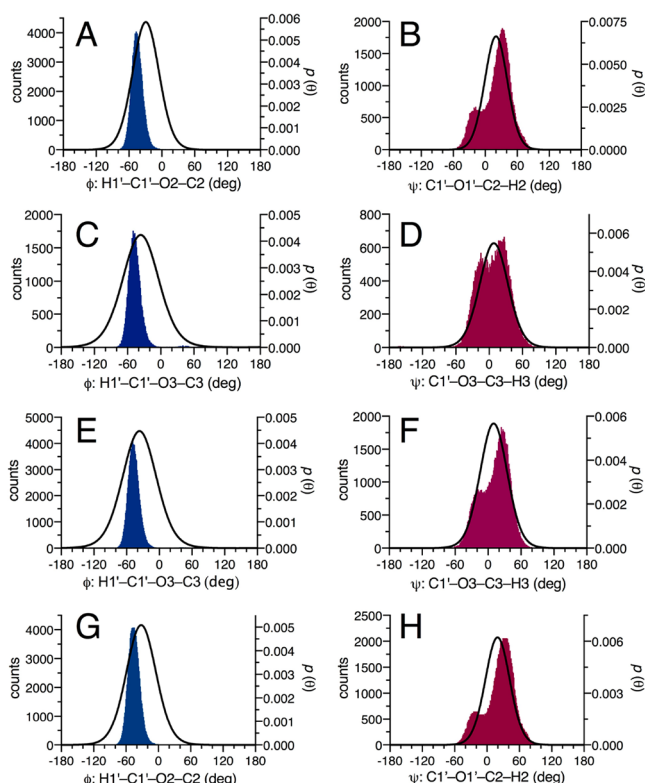 A
counts
4000
3000
2000
1000
0
0.006
0.005
0.004
0.003
0.002
0.001
0.000
p (θ)
-180 -120 -60 0 60 120 180
ϕ: H1'–C1'–O2–C2 (deg)
B
counts
2000
1500
1000
500
0
0.0075
0.0050
0.0025
0.0000
p (θ)
-180 -120 -60 0 60 120 180
ψ: C1'–O1'–C2–H2 (deg)
C
counts
2000
1500
1000
500
0
0.005
0.004
0.003
0.002
0.001
0.000
p (θ)
-180 -120 -60 0 60 120 180
ϕ: H1'–C1'–O3–C3 (deg)
D
counts
800
600
400
200
0
0.006
0.004
0.002
0.000
p (θ)
-180 -120 -60 0 60 120 180
ψ: C1'–O3–C3–H3 (deg)
E
counts
5000
4000
3000
2000
1000
0
0.005
0.004
0.003
0.002
0.001
0.000
p (θ)
-180 -120 -60 0 60 120 180
ϕ: H1'–C1'–O3–C3 (deg)
F
counts
2000
1500
1000
500
0
0.006
0.004
0.002
0.000
p (θ)
-180 -120 -60 0 60 120 180
ψ: C1'–O3–C3–H3 (deg)
G
counts
4000
3000
2000
1000
0
0.005
0.004
0.003
0.002
0.001
0.000
p (θ)
-180 -120 -60 0 60 120 180
ϕ: H1'–C1'–O2–C2 (deg)
H
counts
2500
2000
1500
1000
500
0
0.006
0.003
0.000
p (θ)
-180 -120 -60 0 60 120 180
ψ: C1'–O1'–C2–H2 (deg)